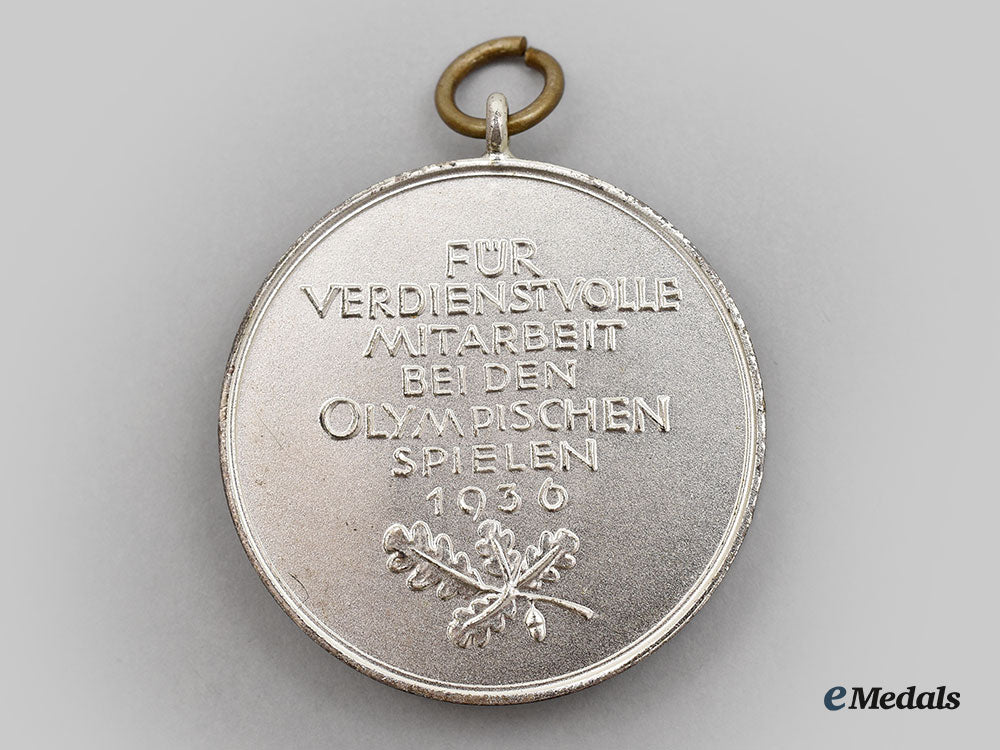 FÜR
VERDIENSTVOLLE
MITARBEIT
BEI DEN
OLYMPISCHEN
SPIELEN
1936
eMedals